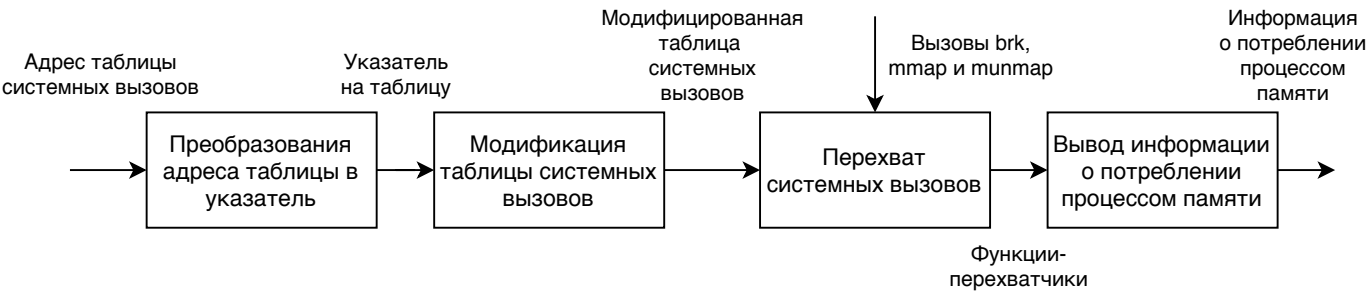 Адрес таблицы
системных вызовов
Преобразования
адреса таблицы в
указатель
Указатель
на таблицу
Модификация
таблицы системных
вызовов
Модифицированная
таблица
системных
вызовов
Вызовы brk,
mmap и munmap
Перехват
системных вызовов
Функции-
перехватчики
Вывод информации
о потреблении
процессом памяти
Информация
о потреблении
процессом
памяти